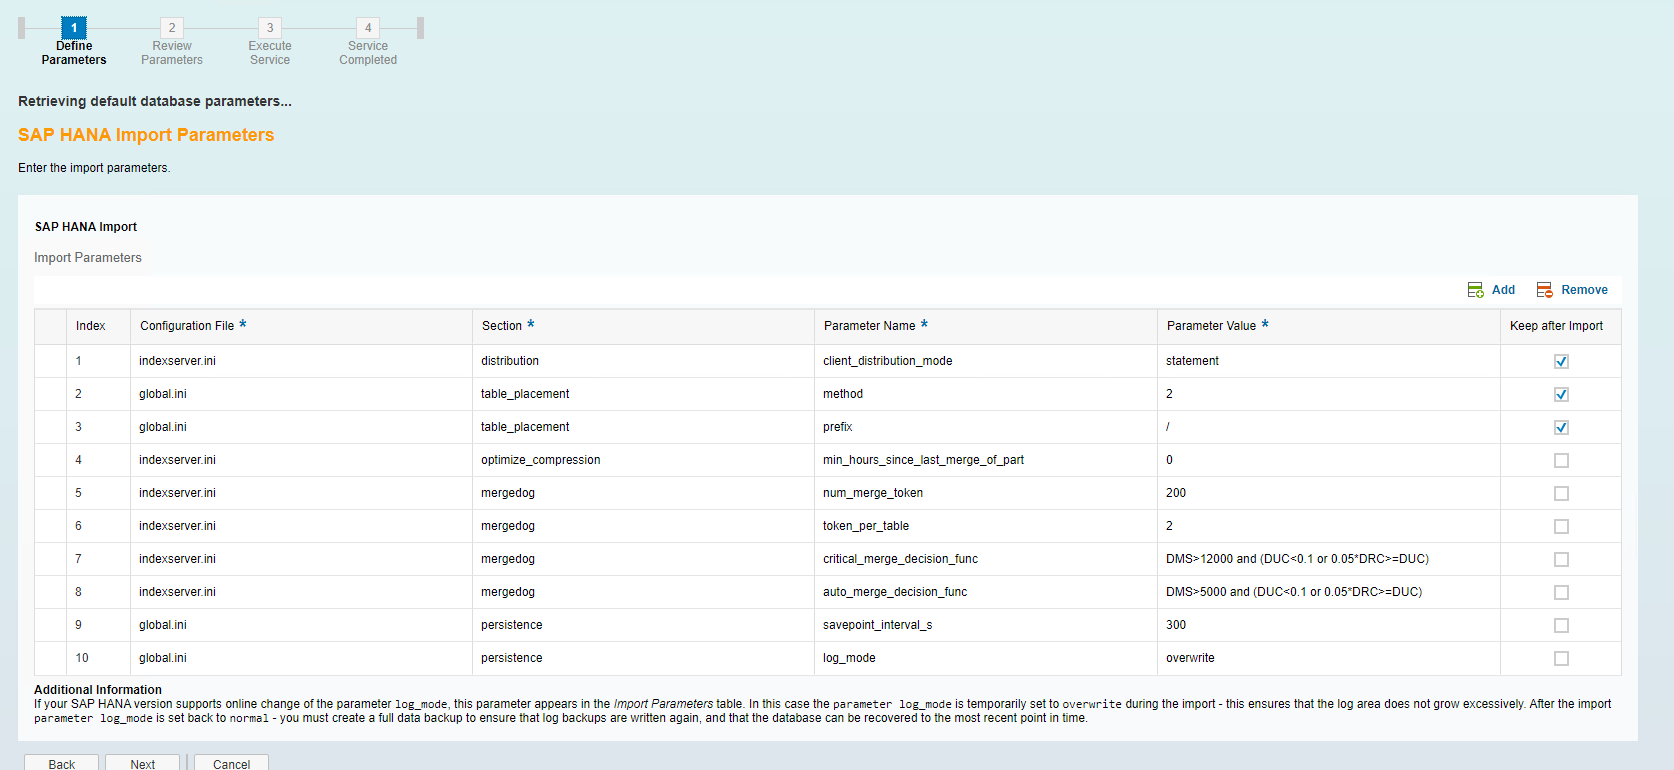 1 2 3 4
Define Review Execute Service
Parameters Parameters Service Completed
Retrieving default database parameters...
SAP HANA Import Parameters
Enter the import parameters.
SAP HANA Import
Import Parameters
Add Remove
Index Configuration File * Section * Parameter Name * Parameter Value * Keep after Import
1 indexserver.ini distribution client_distribution_mode statement
2 global.ini table_placement method 2
3 global.ini table_placement prefix /
4 indexserver.ini optimize_compression min_hours_since_last_merge_of_part 0
5 indexserver.ini mergedog num_merge_token 200
6 indexserver.ini mergedog token_per_table 2
7 indexserver.ini mergedog critical_merge_decision_func DMS>12000 and (DUC<0.1 or 0.05*DRC>=DUC)
8 indexserver.ini mergedog auto_merge_decision_func DMS>5000 and (DUC<0.1 or 0.05*DRC>=DUC)
9 global.ini persistence savepoint_interval_s 300
10 global.ini persistence log_mode overwrite
Additional Information
If your SAP HANA version supports online change of the parameter log_mode, this parameter appears in the Import Parameters table. In this case the parameter log_mode is temporarily set to overwrite during the import - this ensures that the log area does not grow excessively. After the import
parameter log_mode is set back to normal - you must create a full data backup to ensure that log backups are written again, and that the database can be recovered to the most recent point in time.
Back Next Cancel